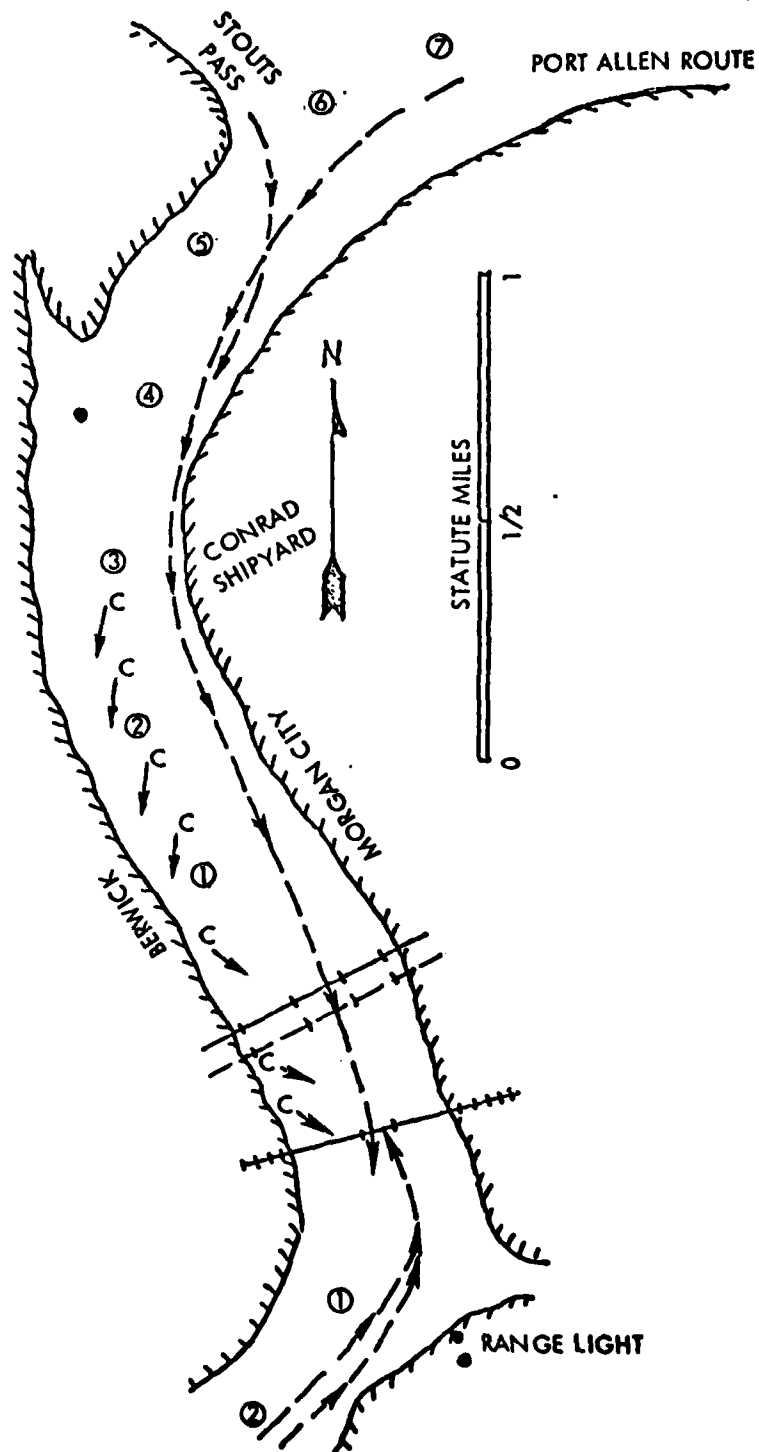 STOUTS
PASS
⑦
PORT ALLEN ROUTE
⑥
⑤
④
N
1
STATUTE MILES
1/2
0
CONRAD
SHIPYARD
③
C
C
②
C
C
①
MORGAN CITY
BERWICK
C
C
C
①
RANGE LIGHT
②